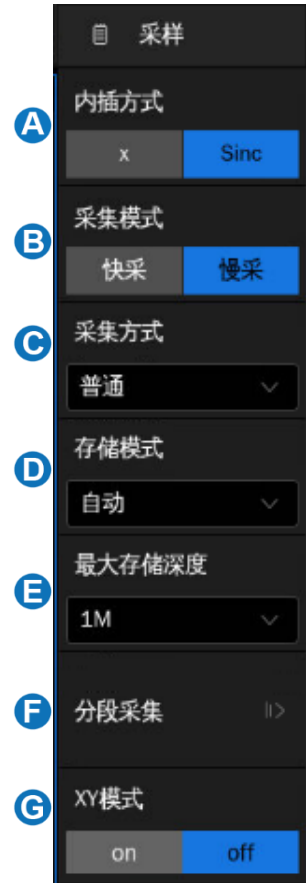 采样
A
内插方式
x Sinc
B
采集模式
快采 慢采
C
采集方式
普通
D
存储模式
自动
E
最大存储深度
1M
F
分段采集
G
XY模式
on off